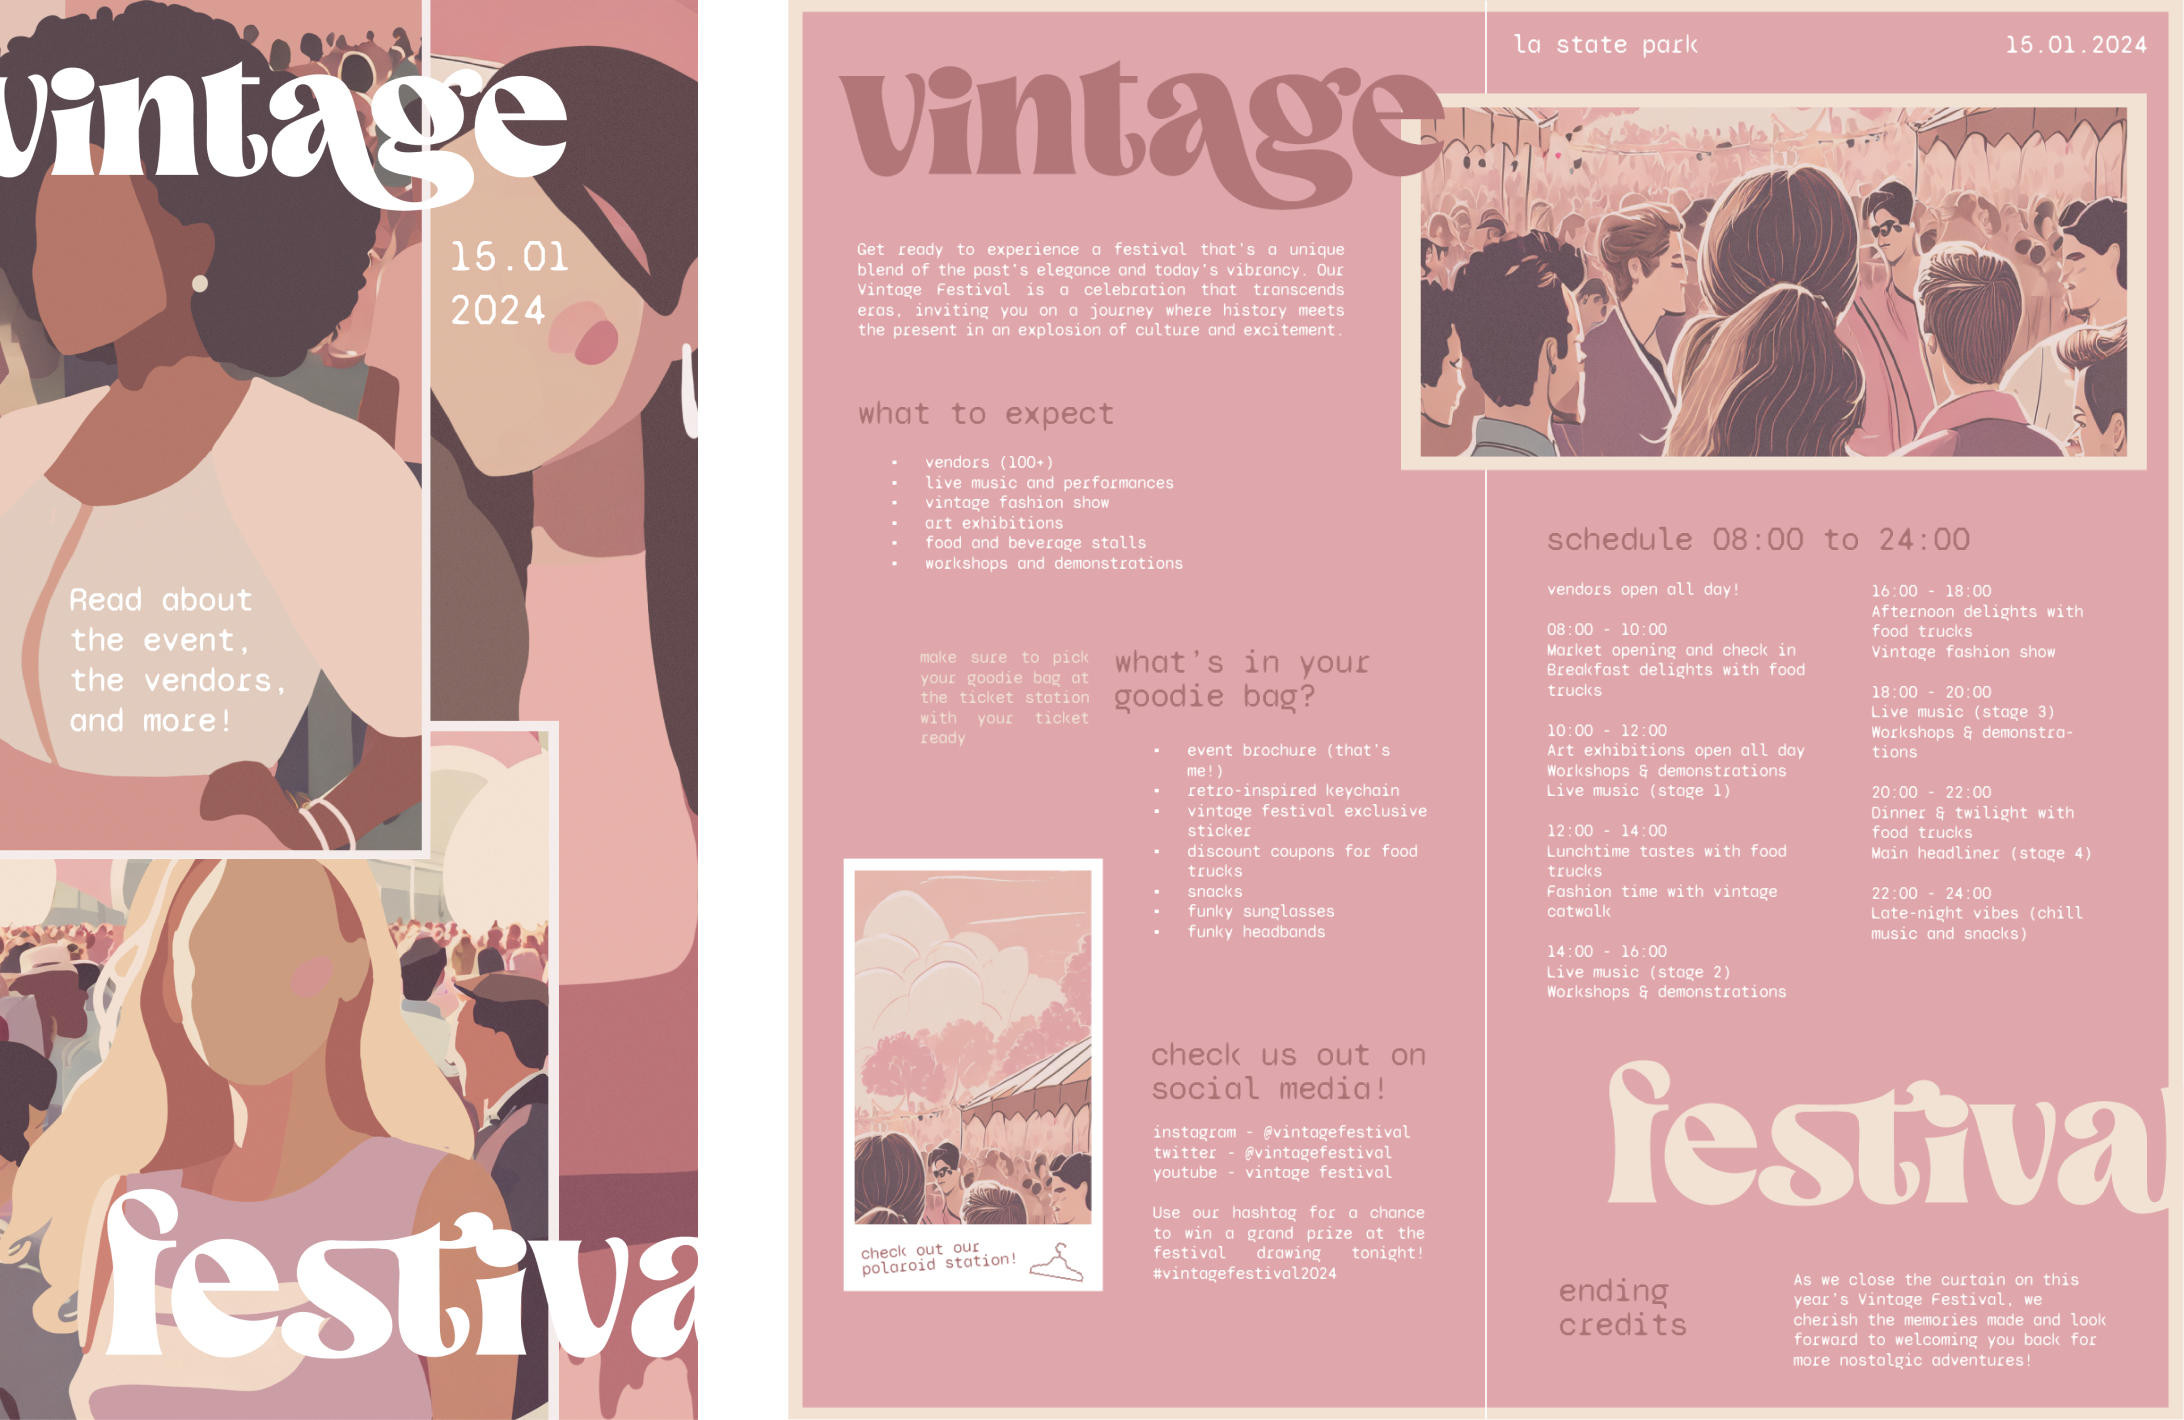 vintage
15.01
2024
Read about
the event,
the vendors,
and more!
festiva
vintage
Get ready to experience a festival that's a unique
blend of the past's elegance and today's vibrancy. Our
Vintage Festival is a celebration that transcends
eras, inviting you on a journey where history meets
the present in an explosion of culture and excitement.
what to expect
▪ vendors (100+)
▪ live music and performances
▪ vintage fashion show
▪ art exhibitions
▪ food and beverage stalls
▪ workshops and demonstrations
make sure to pick
your goodie bag at
the ticket station
with your ticket
ready
what's in your
goodie bag?
▪ event brochure (that's
me!)
▪ retro-inspired keychain
▪ vintage festival exclusive
sticker
▪ discount coupons for food
trucks
▪ snacks
▪ funky sunglasses
▪ funky headbands
check out our
polaroid station!
check us out on
social media!
instagram - @vintagefestival
twitter - @vintagefestival
youtube - vintage festival
Use our hashtag for a chance
to win a grand prize at the
festival drawing tonight!
#vintagefestival2024
la state park
15.01.2024
schedule 08:00 to 24:00
vendors open all day!
08:00 - 10:00
Market opening and check in
Breakfast delights with food
trucks
10:00 - 12:00
Art exhibitions open all day
Workshops & demonstrations
Live music (stage 1)
12:00 - 14:00
Lunchtime tastes with food
trucks
Fashion time with vintage
catwalk
14:00 - 16:00
Live music (stage 2)
Workshops & demonstrations
16:00 - 18:00
Afternoon delights with
food trucks
Vintage fashion show
18:00 - 20:00
Live music (stage 3)
Workshops & demonstra-
tions
20:00 - 22:00
Dinner & twilight with
food trucks
Main headliner (stage 4)
22:00 - 24:00
Late-night vibes (chill
music and snacks)
festival
ending
credits
As we close the curtain on this
year's Vintage Festival, we
cherish the memories made and look
forward to welcoming you back for
more nostalgic adventures!